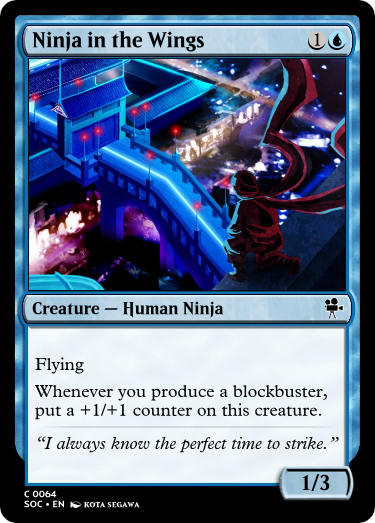 Ninja in the Wings 1
Creature — Human Ninja
Flying
Whenever you produce a blockbuster,
put a +1/+1 counter on this creature.
“I always know the perfect time to strike.”
1/3
C 0064
SOC • EN KOTA SEGAWA